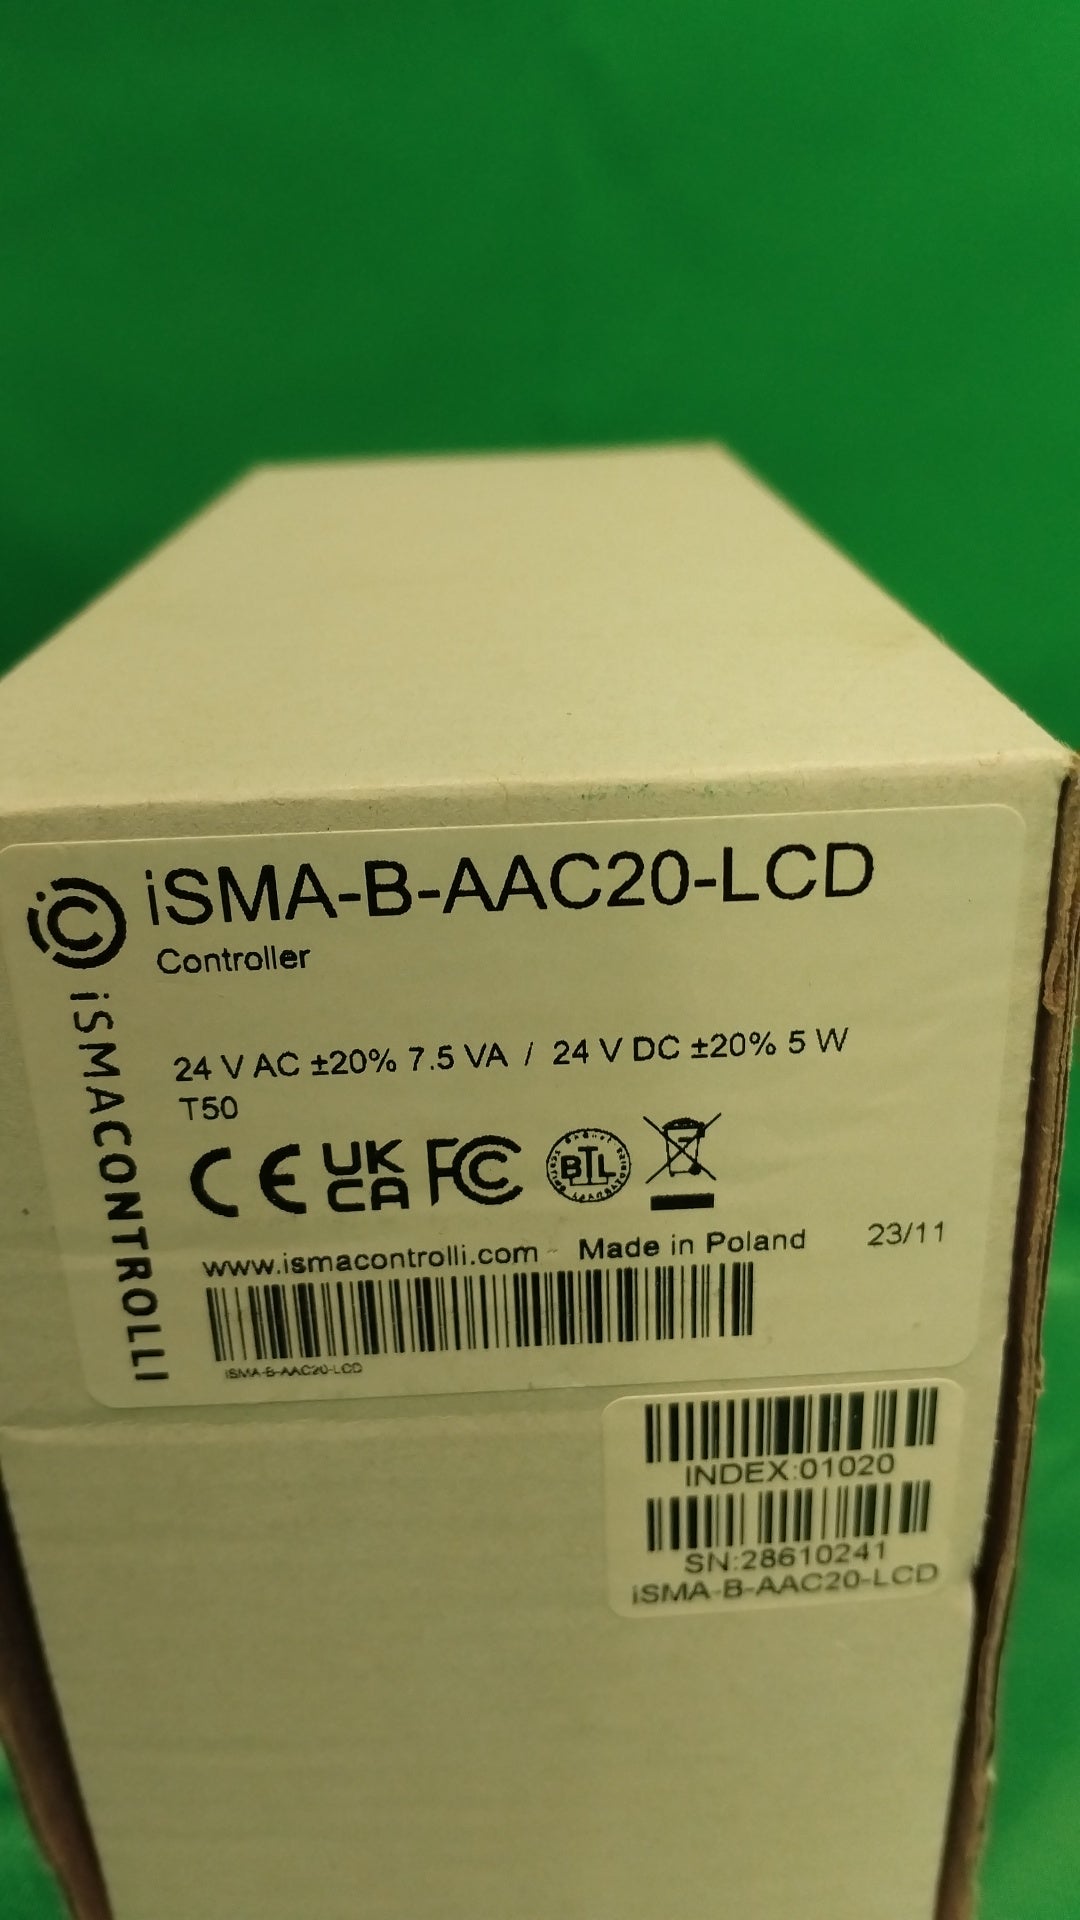 iSMA-B-AAC20-LCD
Controller
iSMACONTROLLI
24 V AC ±20% 7.5 VA / 24 V DC ±20% 5 W
T50
CE UK CA FC BTL
www.ismacontrolli.com - Made in Poland 23/11
iSMA-B-AAC20-LCD
INDEX:01020
SN:28610241
iSMA-B-AAC20-LCD